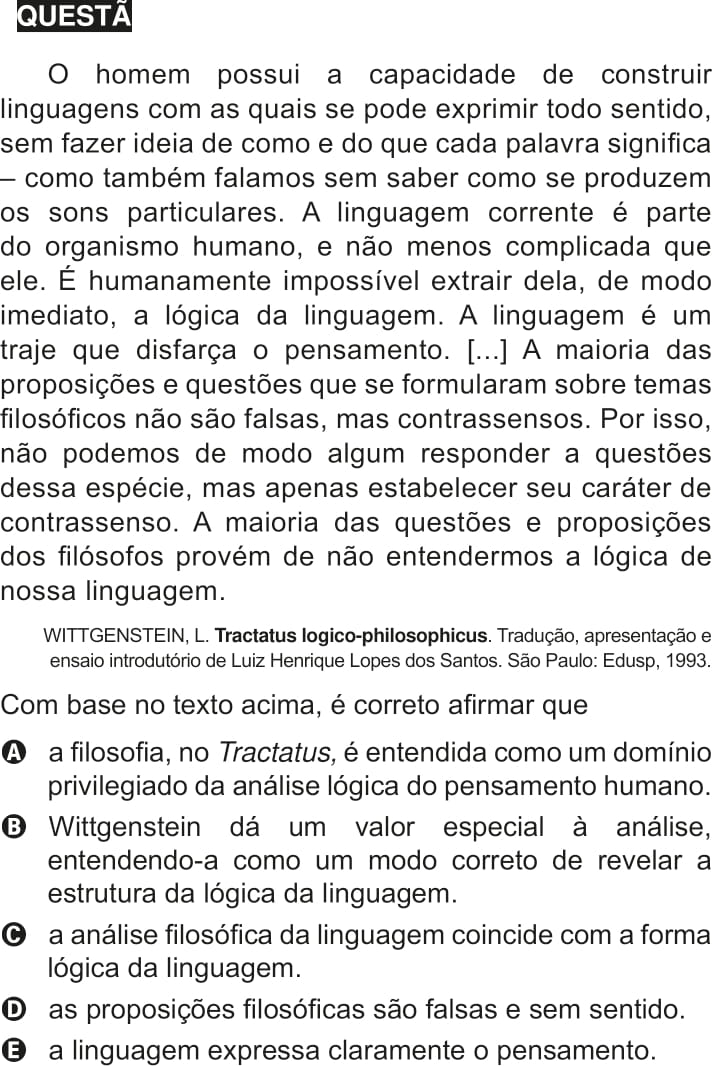 QUESTÃ
O homem possui a capacidade de construir
linguagens com as quais se pode exprimir todo sentido,
sem fazer ideia de como e do que cada palavra significa
– como também falamos sem saber como se produzem
os sons particulares. A linguagem corrente é parte
do organismo humano, e não menos complicada que
ele. É humanamente impossível extrair dela, de modo
imediato, a lógica da linguagem. A linguagem é um
traje que disfarça o pensamento. [...] A maioria das
proposições e questões que se formularam sobre temas
filosóficos não são falsas, mas contrassensos. Por isso,
não podemos de modo algum responder a questões
dessa espécie, mas apenas estabelecer seu caráter de
contrassenso. A maioria das questões e proposições
dos filósofos provém de não entendermos a lógica de
nossa linguagem.
WITTGENSTEIN, L. Tractatus logico-philosophicus. Tradução, apresentação e
ensaio introdutório de Luiz Henrique Lopes dos Santos. São Paulo: Edusp, 1993.
Com base no texto acima, é correto afirmar que
A a filosofia, no Tractatus, é entendida como um domínio
privilegiado da análise lógica do pensamento humano.
B Wittgenstein dá um valor especial à análise,
entendendo-a como um modo correto de revelar a
estrutura da lógica da linguagem.
C a análise filosófica da linguagem coincide com a forma
lógica da linguagem.
D as proposições filosóficas são falsas e sem sentido.
E a linguagem expressa claramente o pensamento.